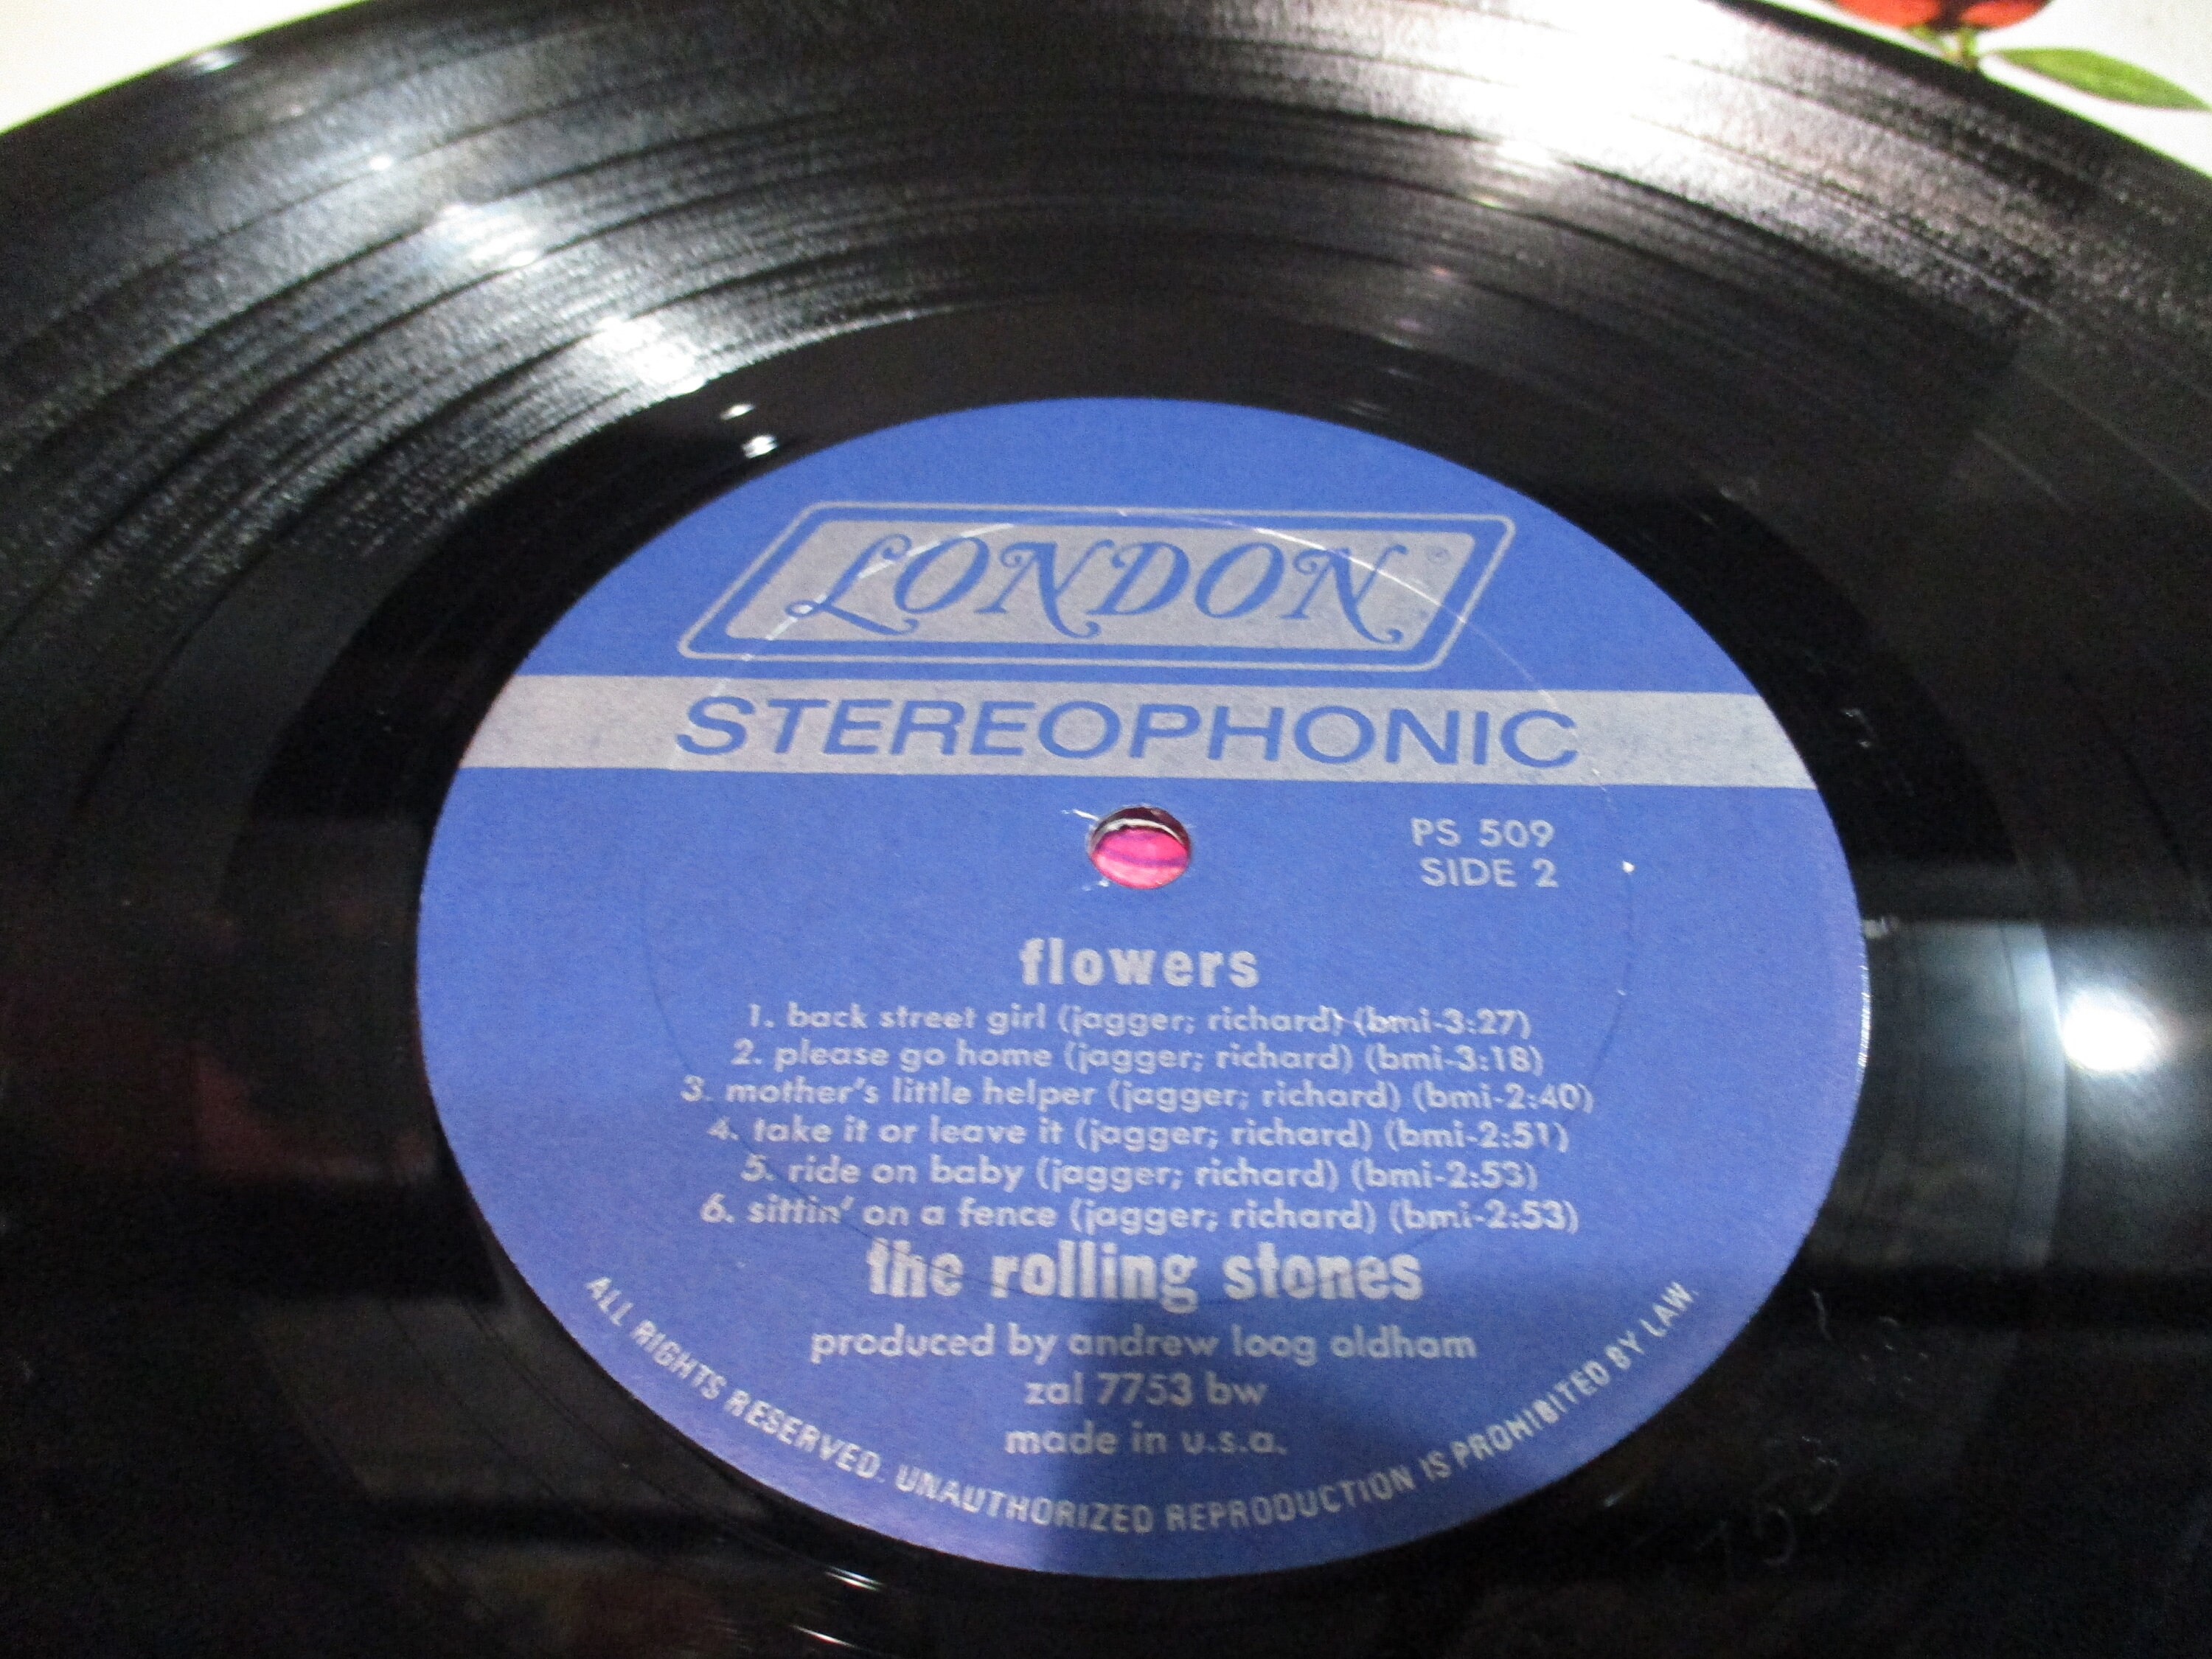 LONDON ®
STEREOPHONIC
PS 509
SIDE 2
flowers
1. back street girl (jagger; richard) (bmi-3:27)
2. please go home (jagger; richard) (bmi-3:18)
3. mother's little helper (jagger; richard) (bmi-2:40)
4. take it or leave it (jagger; richard) (bmi-2:51)
5. ride on baby (jagger; richard) (bmi-2:53)
6. sittin' on a fence (jagger; richard) (bmi-2:53)
the rolling stones
produced by andrew loog oldham
zal 7753 bw
made in u.s.a.
ALL RIGHTS RESERVED. UNAUTHORIZED REPRODUCTION IS PROHIBITED BY LAW.